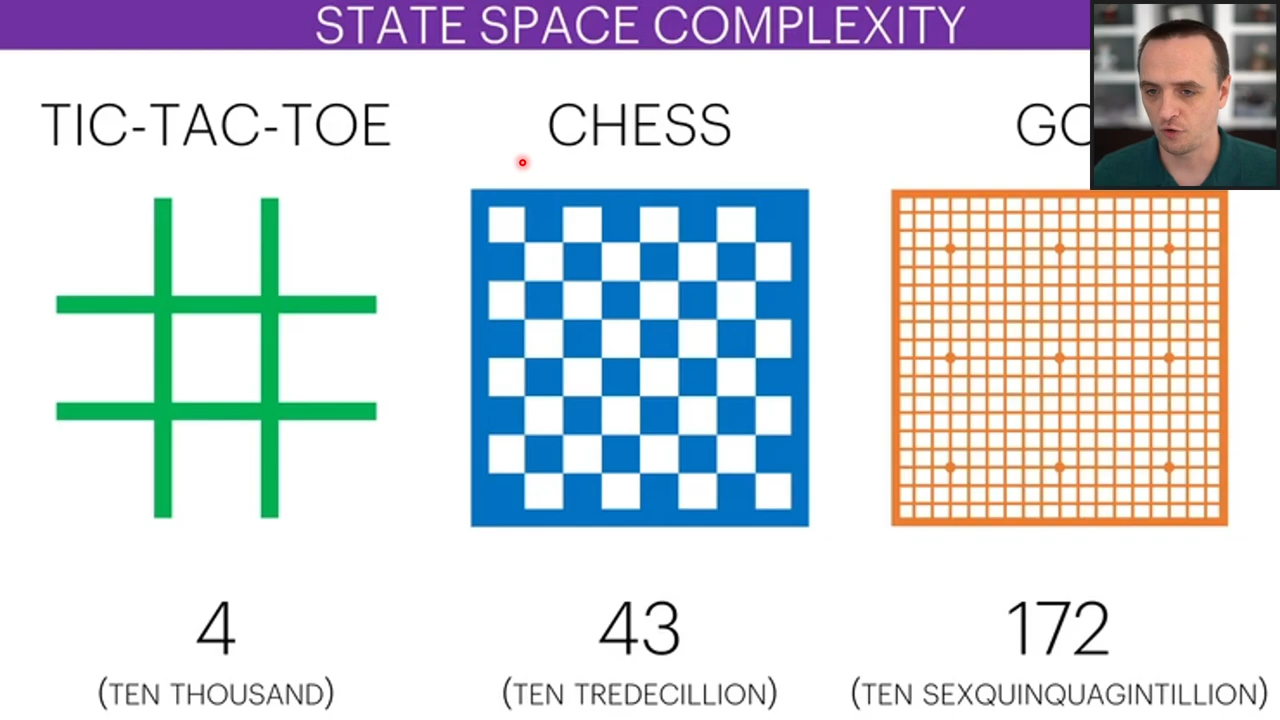 STATE SPACE COMPLEXITY
TIC-TAC-TOE CHESS
4 43 172
(TEN THOUSAND) (TEN TREDECILLION) (TEN SEXQUINQUAGINTILLION)